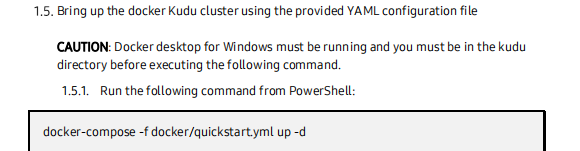 1.5. Bring up the docker Kudu cluster using the provided YAML configuration file
CAUTION: Docker desktop for Windows must be running and you must be in the kudu
directory before executing the following command.
1.5.1. Run the following command from PowerShell:
docker-compose -f docker/quickstart.yml up -d